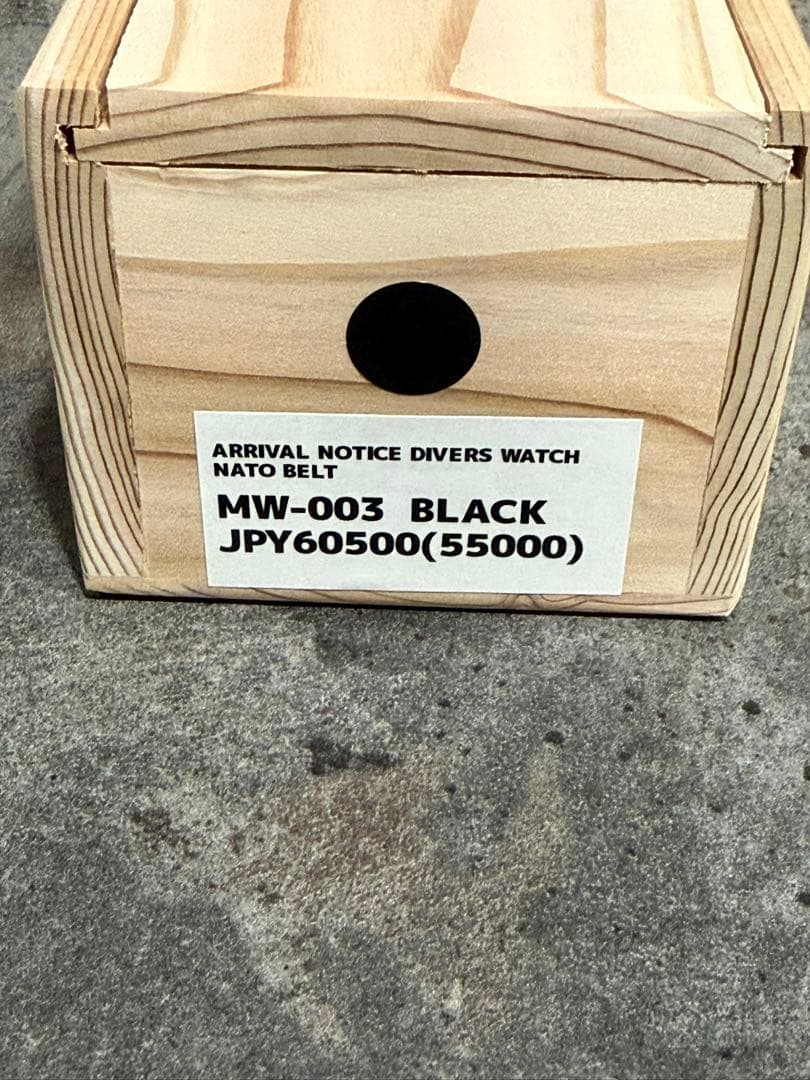 ARRIVAL NOTICE DIVERS WATCH
NATO BELT
MW-003 BLACK
JPY60500(55000)